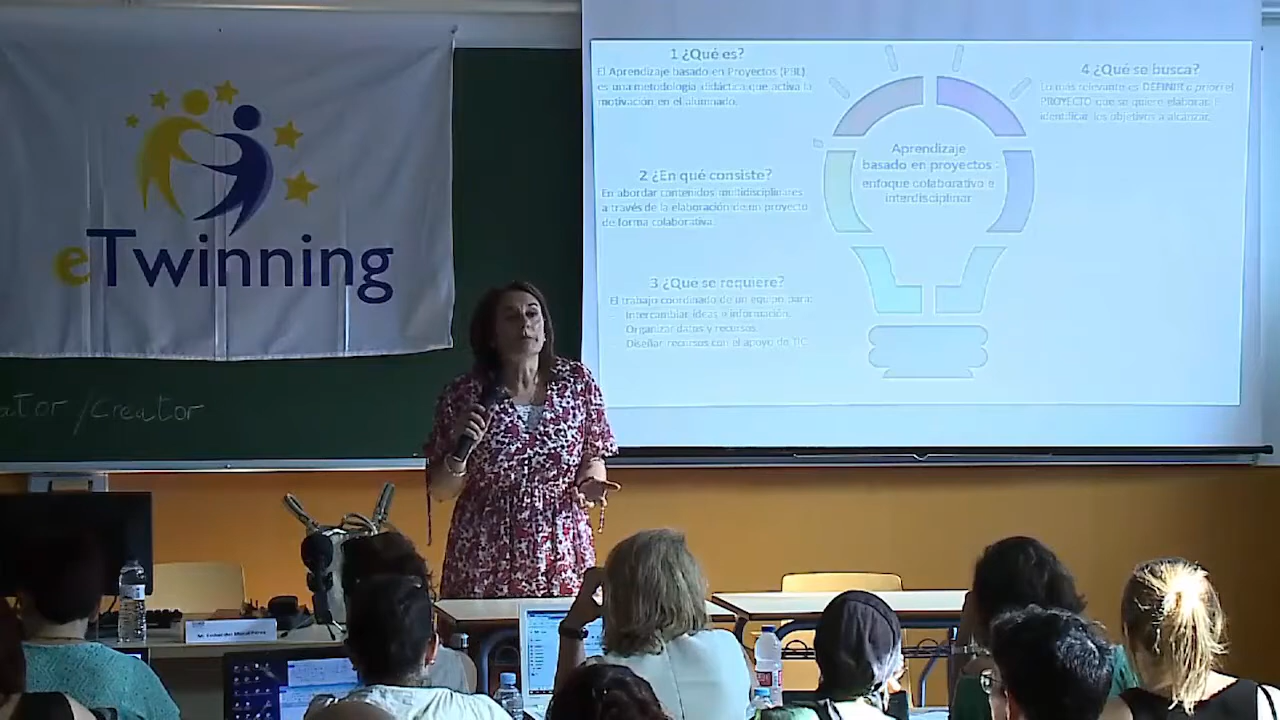 eTwinning
ator / creator
1 ¿Qué es?
El Aprendizaje basado en Proyectos (PBL)
es una metodología didáctica que activa la
motivación en el alumnado.
2 ¿En qué consiste?
En abordar contenidos multidisciplinares
a través de la elaboración de un proyecto
de forma colaborativa.
3 ¿Qué se requiere?
El trabajo coordinado de un equipo para:
Intercambiar ideas e información.
Organizar datos y recursos.
Diseñar recursos con el apoyo de TIC
Aprendizaje
basado en proyectos :
enfoque colaborativo e
interdisciplinar
4 ¿Qué se busca?
Lo más relevante es DEFINIR a priori el
PROYECTO que se quiere elaborar e
identificar los objetivos a alcanzar.